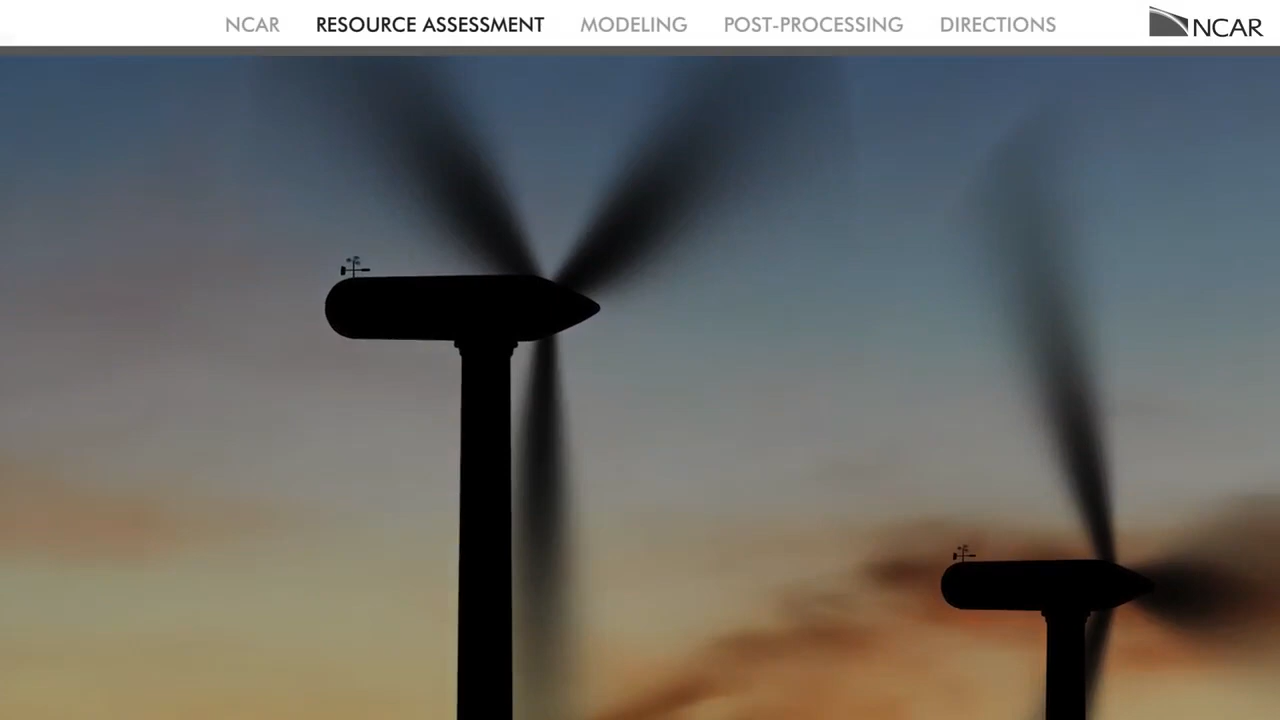 NCAR RESOURCE ASSESSMENT MODELING POST-PROCESSING DIRECTIONS NCAR